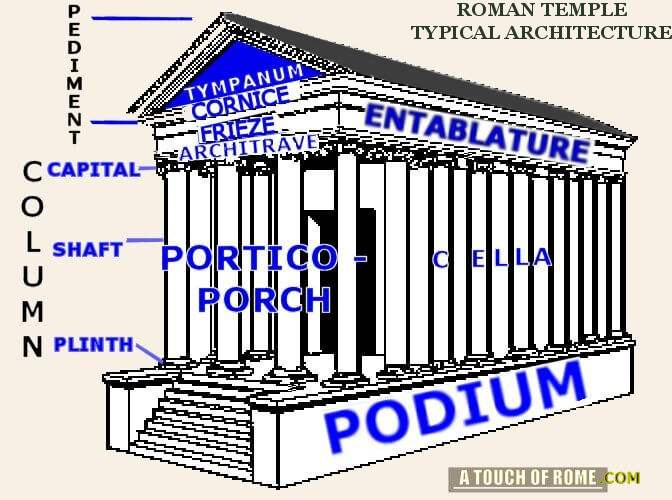 ROMAN TEMPLE
TYPICAL ARCHITECTURE
PEDIMENT
TYMPANUM
CORNICE
FRIEZE
ARCHITRAVE
ENTABLATURE
COLUMN
CAPITAL
SHAFT
PLINTH
PORTICO -
PORCH
CELLA
PODIUM
A TOUCH OF ROME.COM